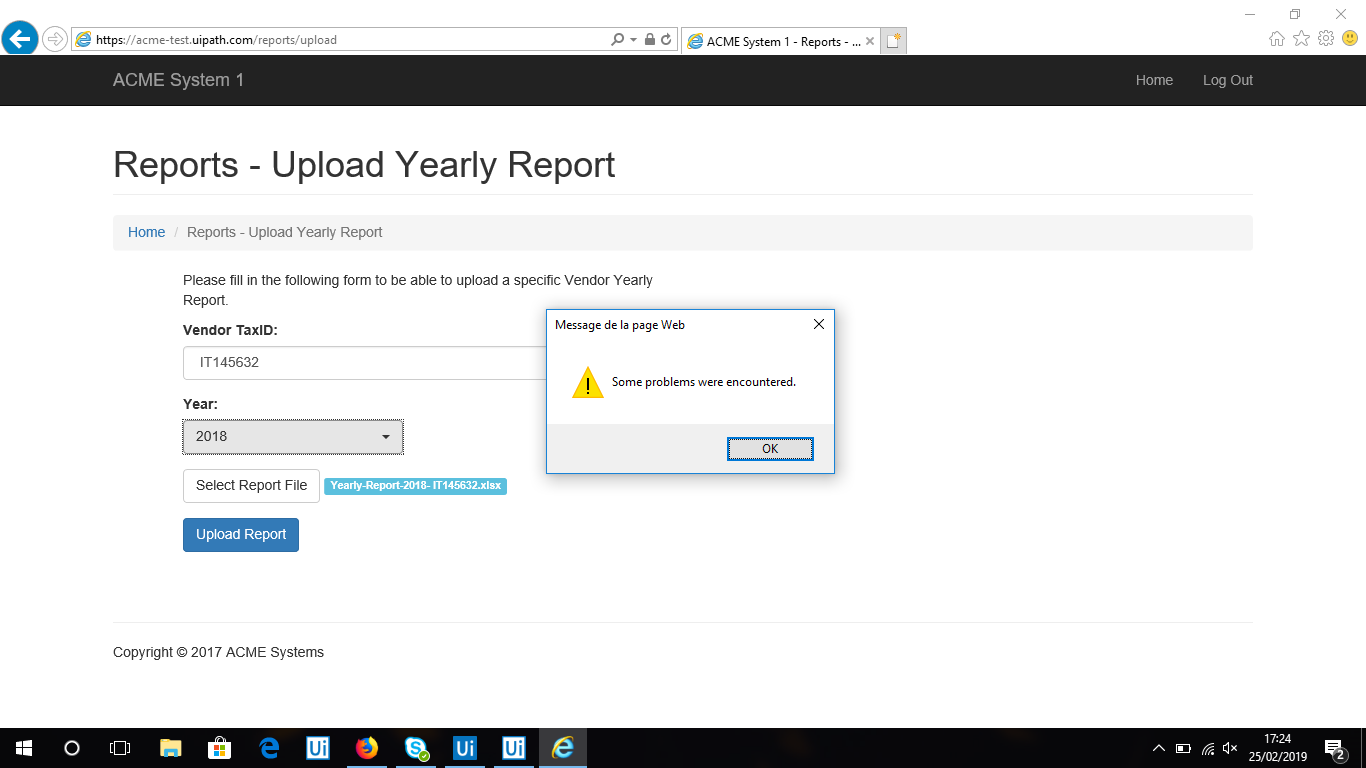 https://acme-test.uipath.com/reports/upload
ACME System 1 - Reports - ...
ACME System 1
Home
Log Out
Reports - Upload Yearly Report
Home / Reports - Upload Yearly Report
Please fill in the following form to be able to upload a specific Vendor Yearly
Report.
Vendor TaxID:
IT145632
Year:
2018
Select Report File
Yearly-Report-2018- IT145632.xlsx
Upload Report
Message de la page Web
Some problems were encountered.
OK
Copyright © 2017 ACME Systems
Ui
Ui
Ui
17:24
25/02/2019
2